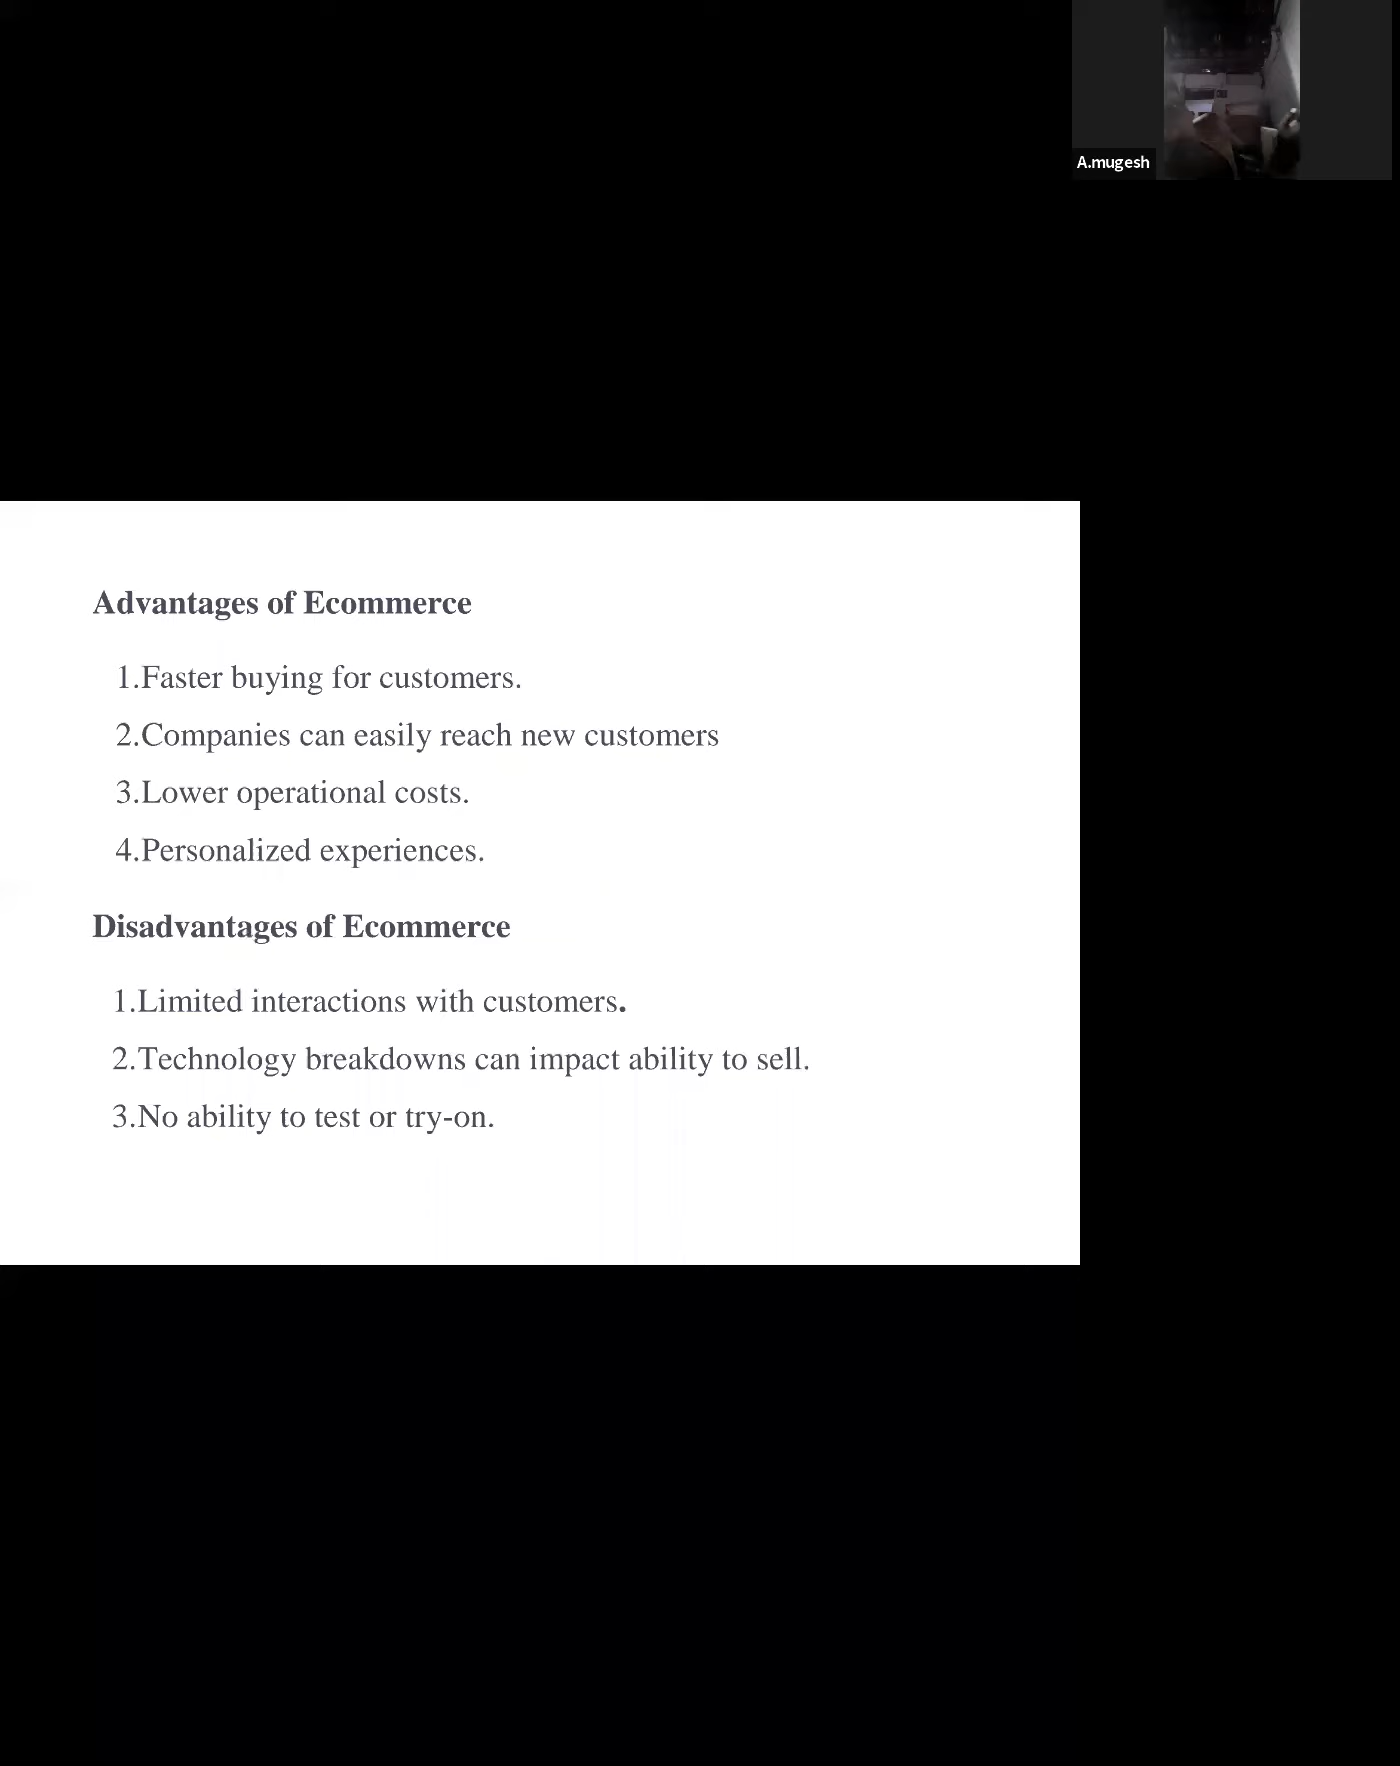 A.mugesh
Advantages of Ecommerce
1.Faster buying for customers.
2.Companies can easily reach new customers
3.Lower operational costs.
4.Personalized experiences.
Disadvantages of Ecommerce
1.Limited interactions with customers.
2.Technology breakdowns can impact ability to sell.
3.No ability to test or try-on.